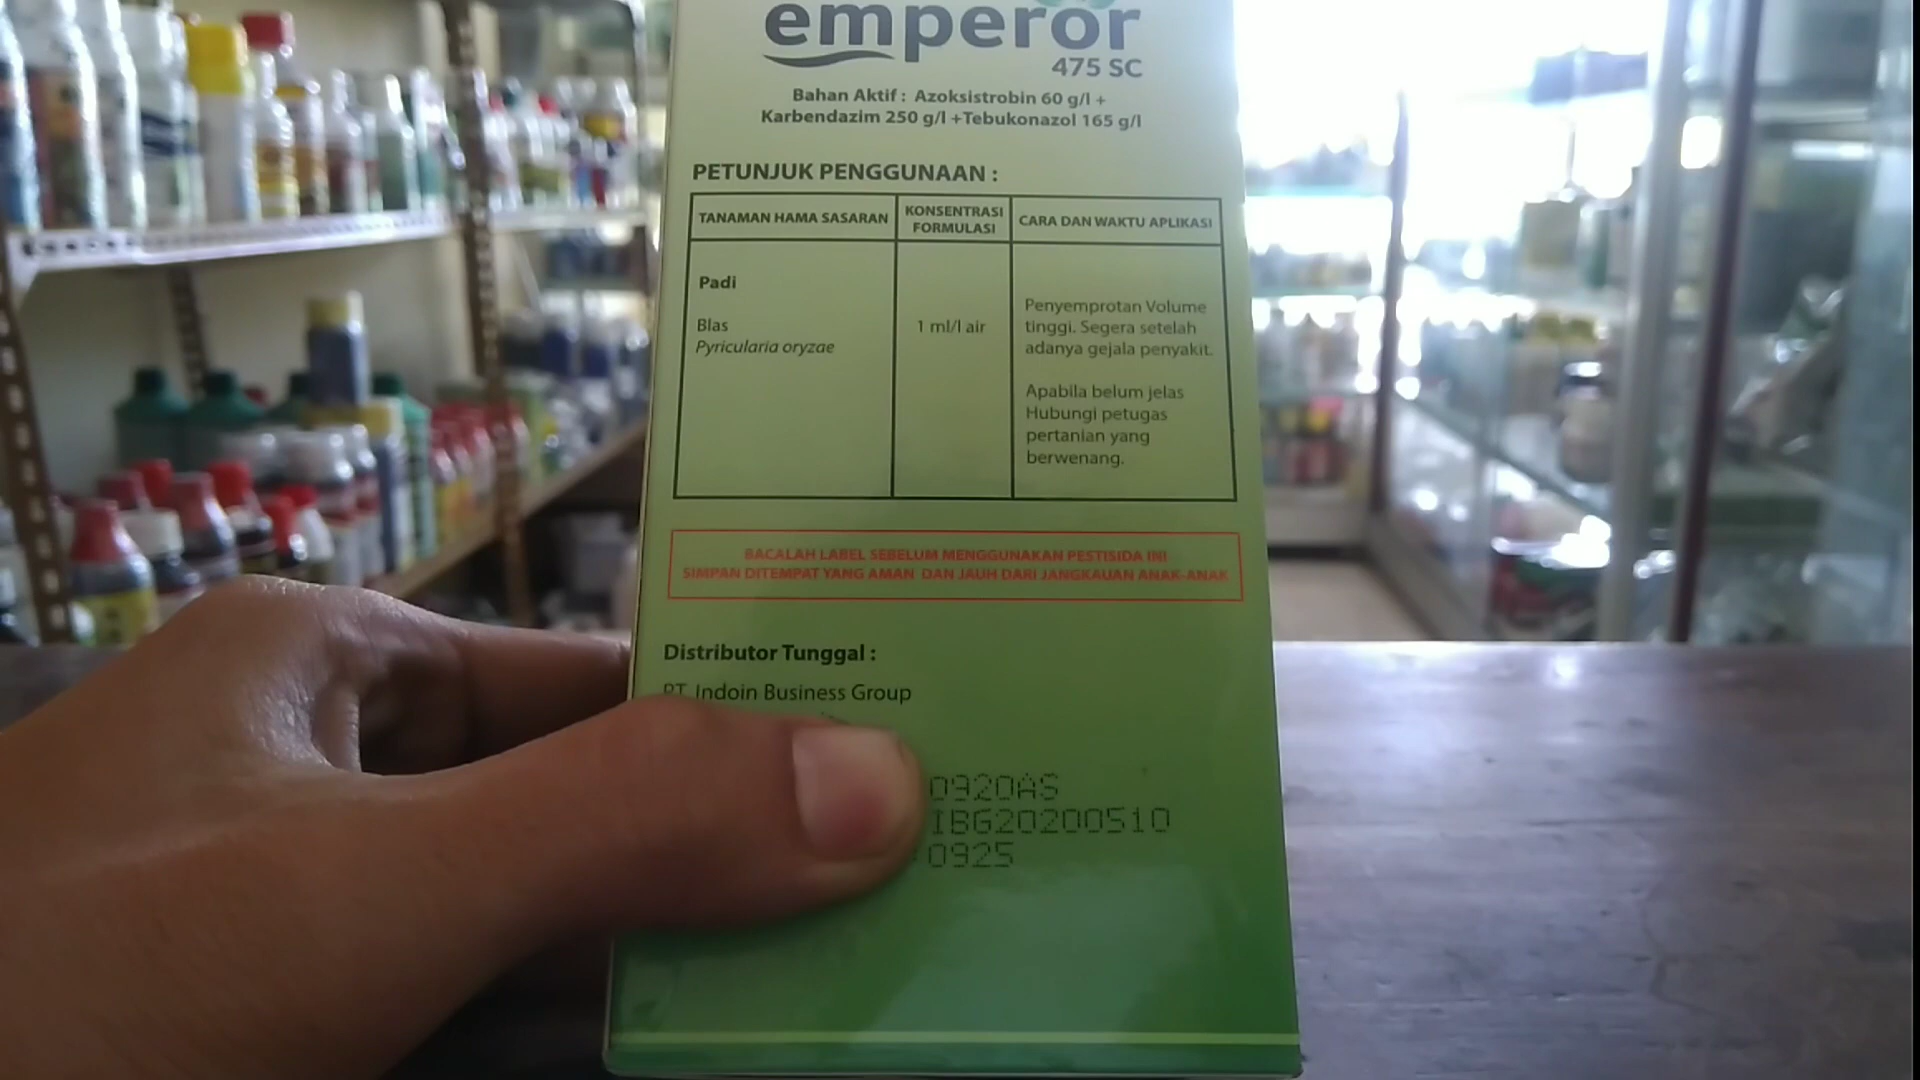 emperor
475 SC
Bahan Aktif : Azoksistrobin 60 g/l +
Karbendazim 250 g/l +Tebukonazol 165 g/l
PETUNJUK PENGGUNAAN :
TANAMAN HAMA SASARAN
KONSENTRASI
FORMULASI
CARA DAN WAKTU APLIKASI
Padi
Blas
Pyricularia oryzae
1 ml/l air
Penyemprotan Volume
tinggi. Segera setelah
adanya gejala penyakit.
Apabila belum jelas
Hubungi petugas
pertanian yang
berwenang.
BACALAH LABEL SEBELUM MENGGUNAKAN PESTISIDA INI
SIMPAN DITEMPAT YANG AMAN DAN JAUH DARI JANGKAUAN ANAK-ANAK
Distributor Tunggal :
PT. Indoin Business Group
0920AS
IBG20200510
0925